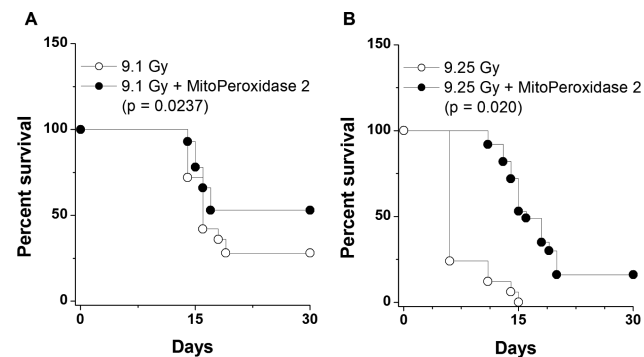 A
150
9.1 Gy
9.1 Gy + MitoPeroxidase 2
(p = 0.0237)
100
50
0
Percent survival
0 15 30
Days
B
150
9.25 Gy
9.25 Gy + MitoPeroxidase 2
(p = 0.020)
100
50
0
Percent survival
0 15 30
Days